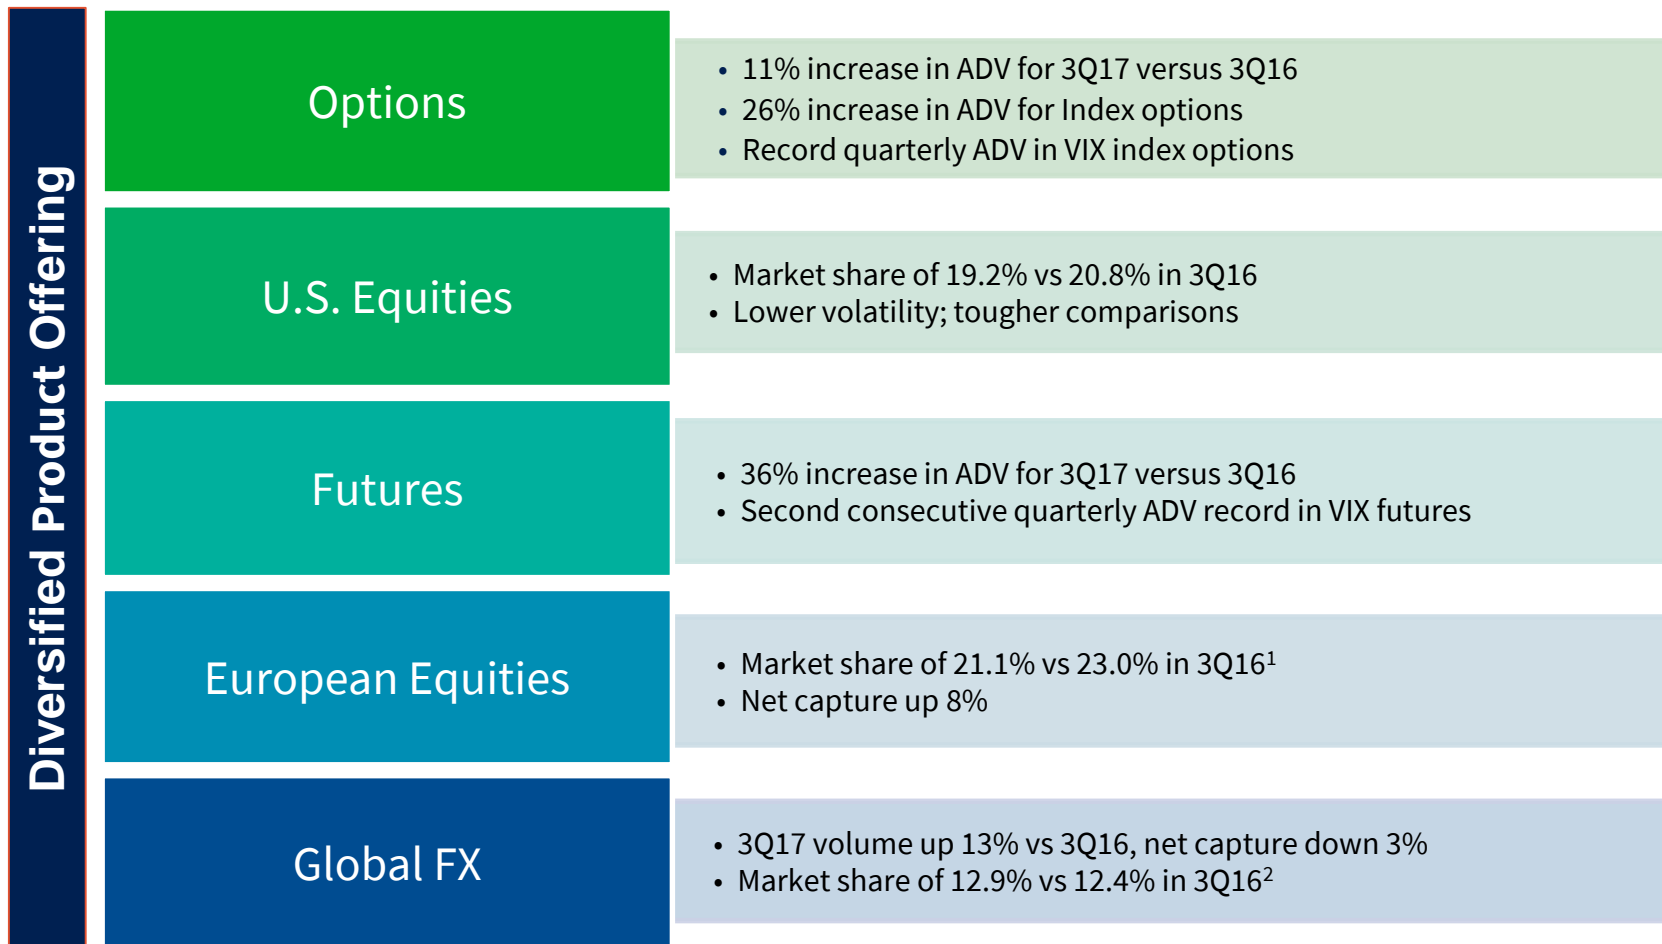 Diversified Product Offering
Options
• 11% increase in ADV for 3Q17 versus 3Q16
• 26% increase in ADV for Index options
• Record quarterly ADV in VIX index options
U.S. Equities
• Market share of 19.2% vs 20.8% in 3Q16
• Lower volatility; tougher comparisons
Futures
• 36% increase in ADV for 3Q17 versus 3Q16
• Second consecutive quarterly ADV record in VIX futures
European Equities
• Market share of 21.1% vs 23.0% in 3Q16¹
• Net capture up 8%
Global FX
• 3Q17 volume up 13% vs 3Q16, net capture down 3%
• Market share of 12.9% vs 12.4% in 3Q16²